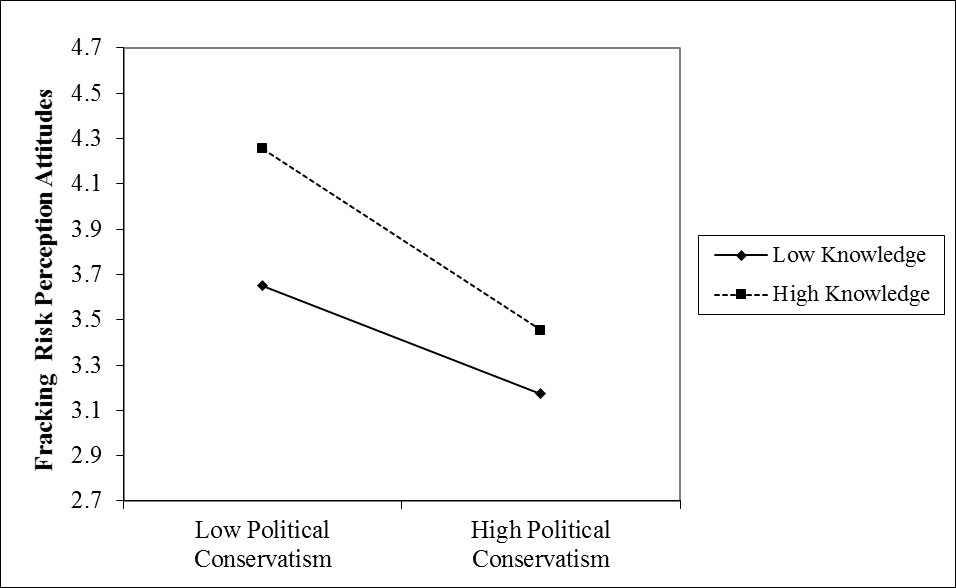 4.7
4.5
4.3
4.1
3.9
3.7
3.5
3.3
3.1
2.9
2.7
Fracking Risk Perception Attitudes
Low Political
Conservatism
High Political
Conservatism
Low Knowledge
High Knowledge